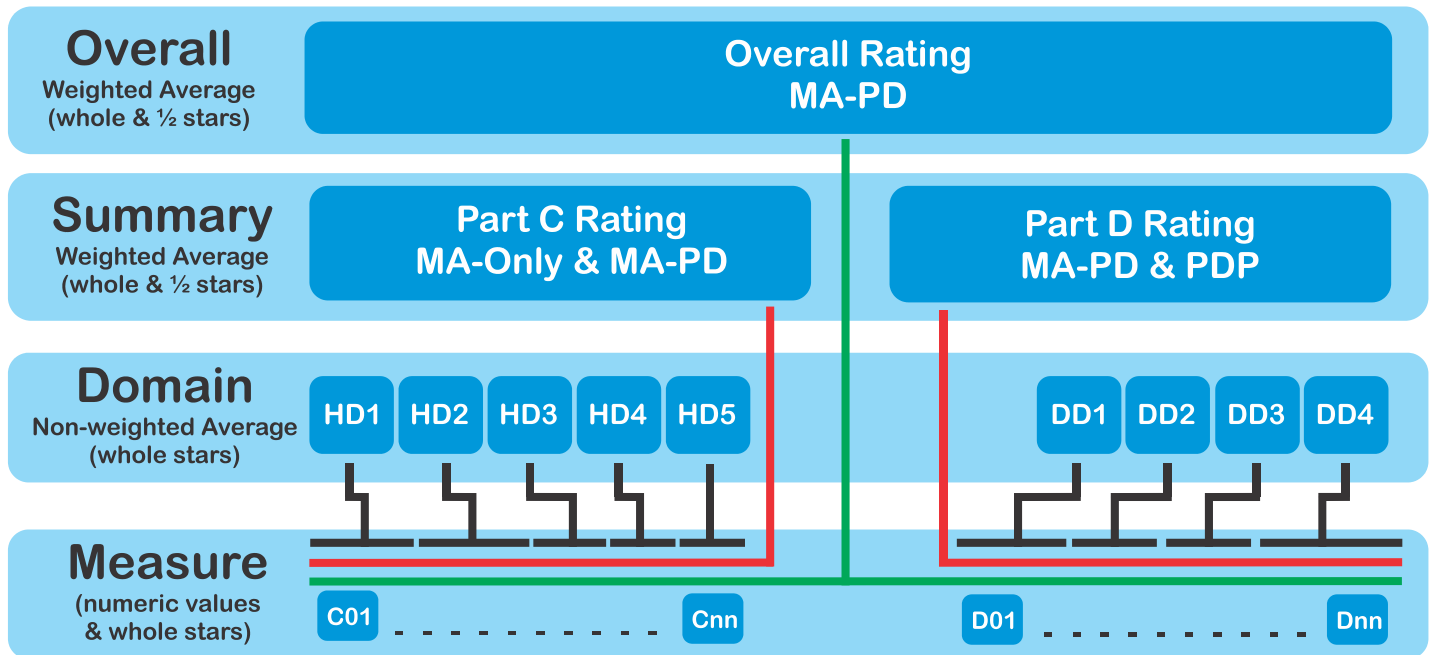 Overall
Weighted Average
(whole & ½ stars)
Overall Rating
MA-PD
Summary
Weighted Average
(whole & ½ stars)
Part C Rating
MA-Only & MA-PD
Part D Rating
MA-PD & PDP
Domain
Non-weighted Average
(whole stars)
HD1 HD2 HD3 HD4 HD5
DD1 DD2 DD3 DD4
Measure
(numeric values
& whole stars)
C01
Cnn
D01
Dnn